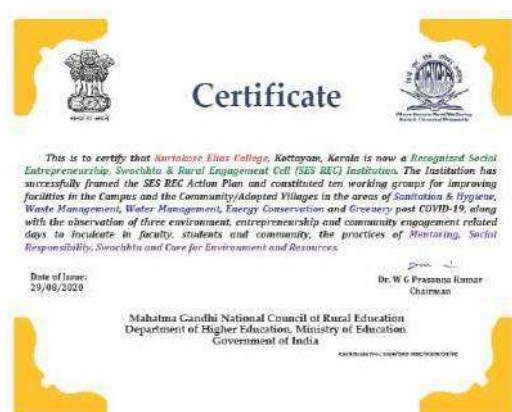 Certificate
This is to certify that Kuriakose Elias College, Kottayam, Kerala is now a Recognized Social
Entrepreneurship, Swachhta & Rural Engagement Cell (SES REC) Institution. The Institution has
successfully framed the SES REC Action Plan and constituted ten working groups for improving
facilities in the Campus and the Community/Adopted Villages in the areas of Sanitation & Hygiene,
Waste Management, Water Management, Energy Conservation and Greenery post COVID-19, along
with the observation of three environment, entrepreneurship and community engagement related
days to inculcate in faculty, students and community, the practices of Mentoring, Social
Responsibility, Swachhta and Care for Environment and Resources.
Date of Issue:
29/08/2020
Dr. W G Prasanna Kumar
Chairman
Mahatma Gandhi National Council of Rural Education
Department of Higher Education, Ministry of Education
Government of India